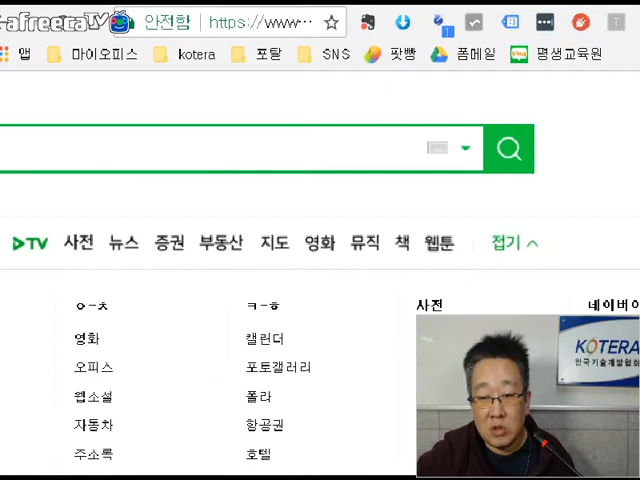 afreecaTV
안전함 https://www...
앱 마이오피스 kotera 포탈 SNS 팟빵 폼메일 평생교육원
TV 사전 뉴스 증권 부동산 지도 영화 뮤직 책 웹툰 접기
ㅇ-ㅊ ㅋ-ㅎ 사전 네이버
영화 캘린더
오피스 포토갤러리
웹소설 폴라
자동차 항공권
주소록 호텔
KOTERA
한국기술개발협회